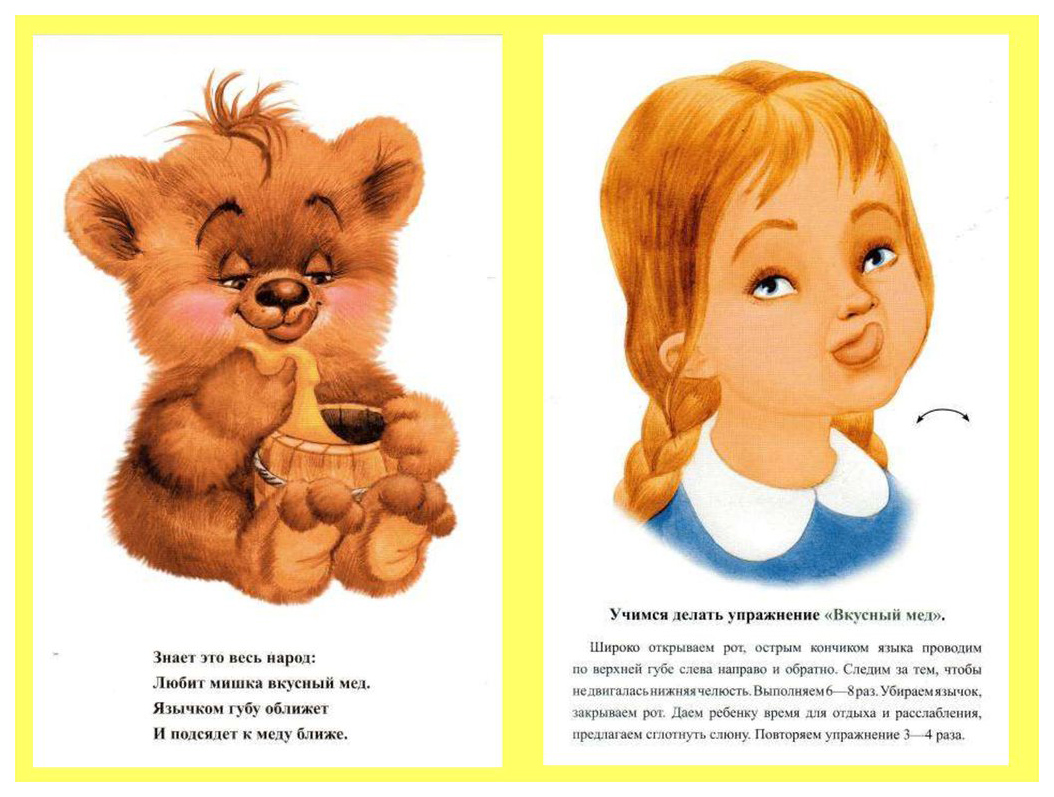 Знает это весь народ:
Любит мишка вкусный мед.
Язычком губу оближет
И подсядет к меду ближе.
Учимся делать упражнение «Вкусный мед».
Широко открываем рот, острым кончиком языка проводим
по верхней губе слева направо и обратно. Следим за тем, чтобы
не двигалась нижняя челюсть. Выполняем 6—8 раз. Убираем язычок,
закрываем рот. Даем ребенку время для отдыха и расслабления,
предлагаем сглотнуть слюну. Повторяем упражнение 3—4 раза.